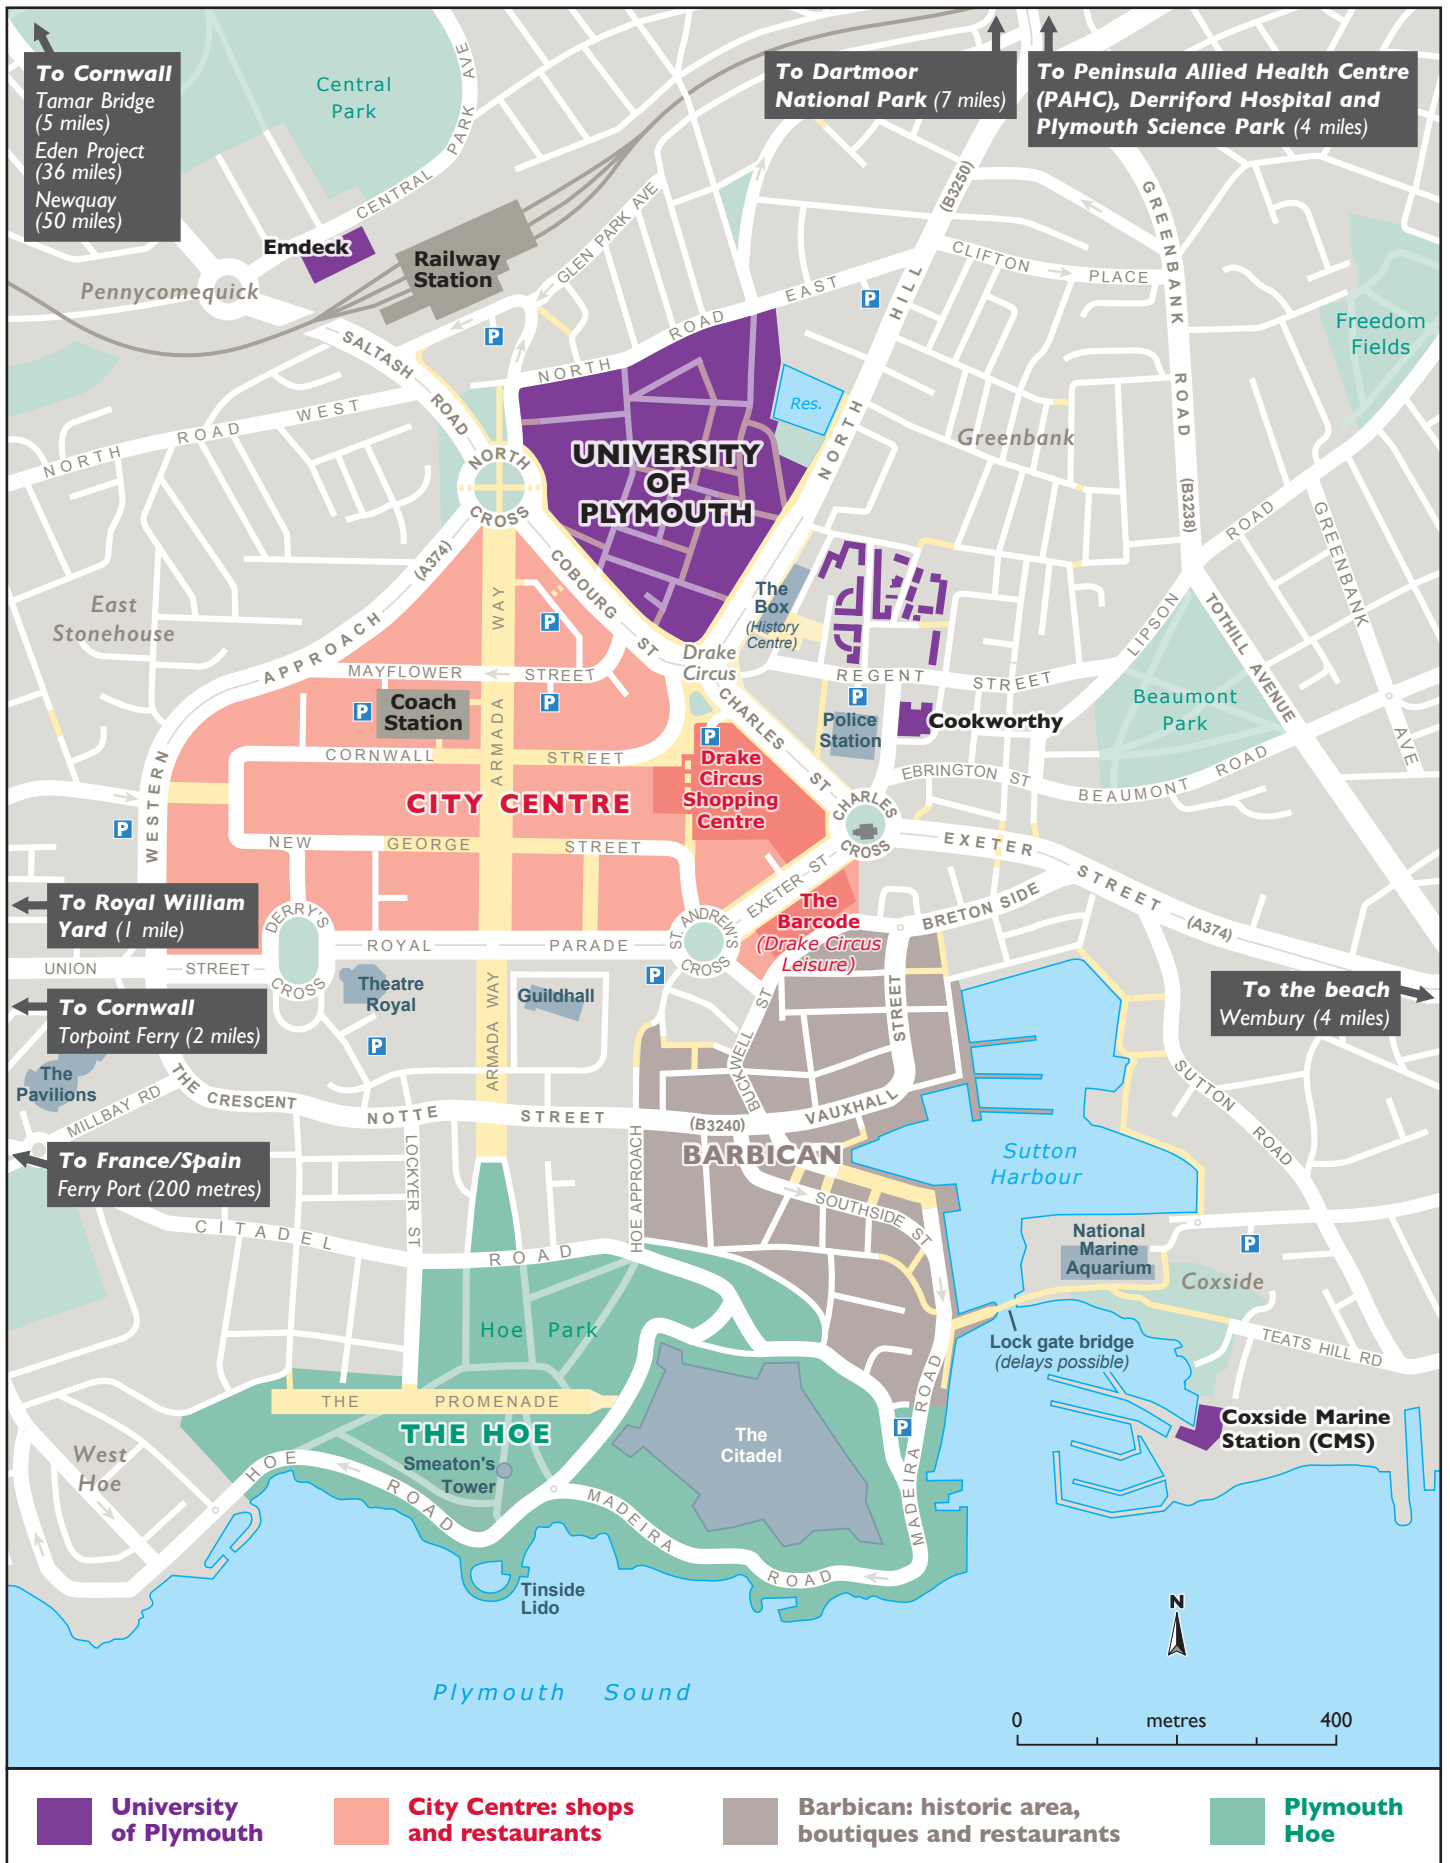 To Cornwall
Tamar Bridge
(5 miles)
Eden Project
(36 miles)
Newquay
(50 miles)
Central
Park
CENTRAL PARK AVE
To Dartmoor
National Park (7 miles)
To Peninsula Allied Health Centre
(PAHC), Derriford Hospital and
Plymouth Science Park (4 miles)
Emdeck
Railway
Station
Pennycomequick
GLEN PARK AVE
(B3250)
GREENBANK ROAD
CLIFTON PLACE
Freedom
Fields
P
P
SALTASH ROAD
NORTH ROAD EAST
NORTH ROAD WEST
NORTH HILL
Res.
Greenbank
UNIVERSITY
OF
PLYMOUTH
NORTH
CROSS
(B3238)
GREENBANK AVE
LIPSON ROAD
(A374)
COBOURG ST
East
Stonehouse
WESTERN APPROACH
ARMADA WAY
P
The
Box
(History
Centre)
Drake
Circus
TOTHILL AVENUE
MAYFLOWER STREET
REGENT STREET
Coach
Station
P
P
P
CHARLES ST
P
Police
Station
Cookworthy
Beaumont
Park
CORNWALL STREET
Drake
Circus
Shopping
Centre
EBRINGTON ST
BEAUMONT ROAD
CITY CENTRE
P
CHARLES
CROSS
NEW GEORGE STREET
EXETER STREET
(A374)
EXETER ST
BRETON SIDE
To Royal William
Yard (1 mile)
DERRY'S
CROSS
ROYAL PARADE
ST. ANDREW'S
CROSS
The
Barcode
(Drake Circus
Leisure)
UNION STREET
Theatre
Royal
Guildhall
P
P
To Cornwall
Torpoint Ferry (2 miles)
To the beach
Wembury (4 miles)
ARMADA WAY
BUCKWELL ST
STREET
The
Pavilions
MILLBAY RD
THE CRESCENT
NOTTE STREET
(B3240)
VAUXHALL
SUTTON ROAD
To France/Spain
Ferry Port (200 metres)
LOCKYER ST
HOE APPROACH
BARBICAN
Sutton
Harbour
SOUTHSIDE ST
CITADEL ROAD
National
Marine
Aquarium
P
Coxside
Hoe Park
Lock gate bridge
(delays possible)
TEATS HILL RD
THE PROMENADE
THE HOE
Smeaton's
Tower
The
Citadel
P
MADEIRA ROAD
Coxside Marine
Station (CMS)
West
Hoe
HOE ROAD
MADEIRA ROAD
Tinside
Lido
N
Plymouth Sound
0 metres 400
University
of Plymouth
City Centre: shops
and restaurants
Barbican: historic area,
boutiques and restaurants
Plymouth
Hoe